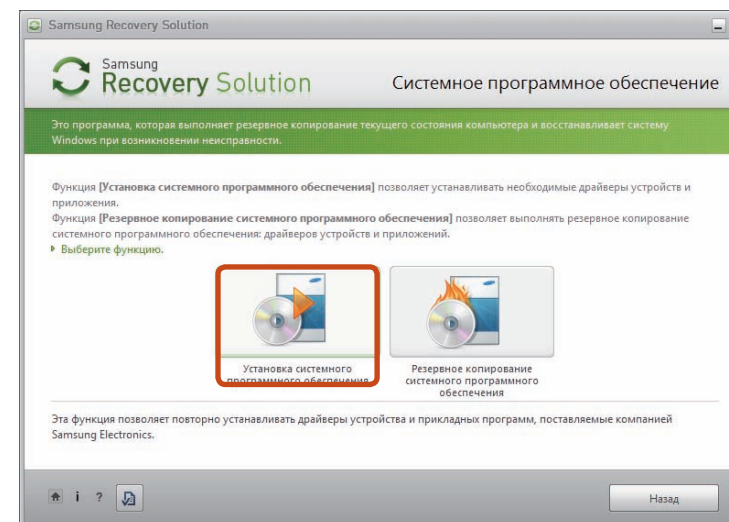 Samsung Recovery Solution
Samsung
Recovery Solution
Системное программное обеспечение
Это программа, которая выполняет резервное копирование текущего состояния компьютера и восстанавливает систему
Windows при возникновении неисправности.
Функция [Установка системного программного обеспечения] позволяет устанавливать необходимые драйверы устройств и
приложения.
Функция [Резервное копирование системного программного обеспечения] позволяет выполнять резервное копирование
системного программного обеспечения: драйверов устройств и приложений.
Выберите функцию.
Установка системного
программного обеспечения
Резервное копирование
системного программного
обеспечения
Эта функция позволяет повторно устанавливать драйверы устройства и прикладных программ, поставляемые компанией
Samsung Electronics.
i ?
Назад